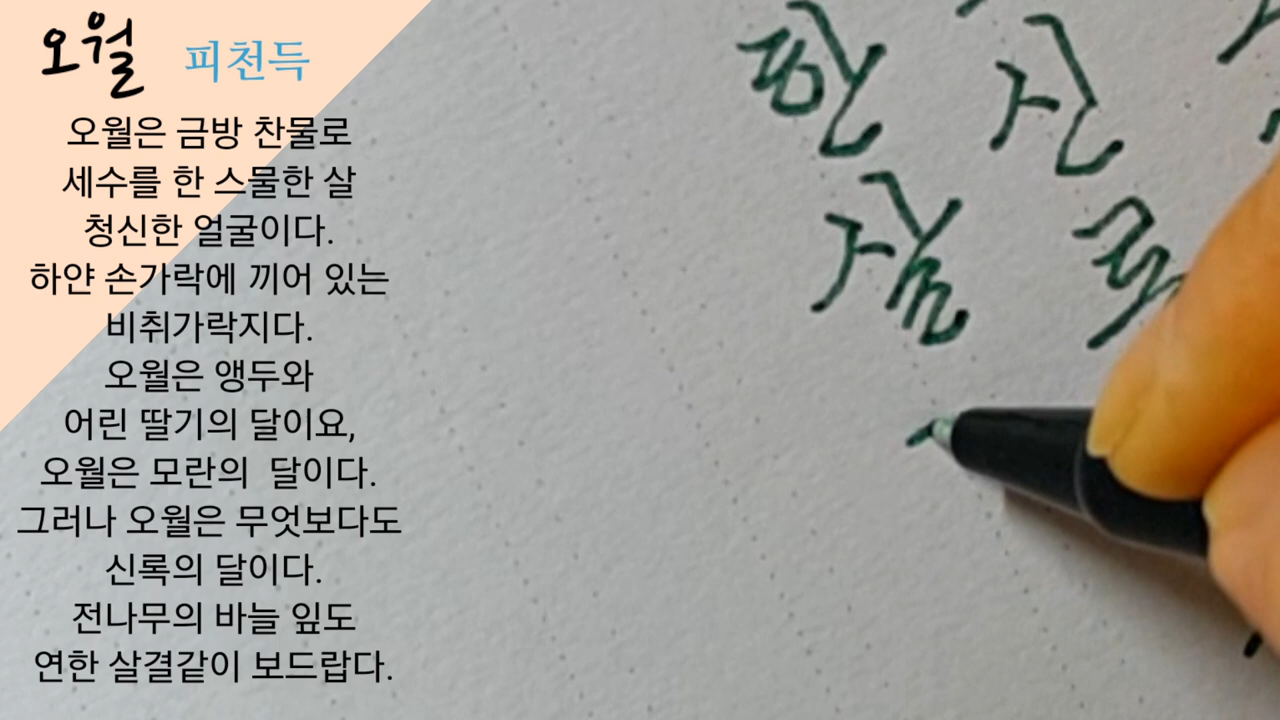 오월 피천득
오월은 금방 찬물로
세수를 한 스물한 살
청신한 얼굴이다.
하얀 손가락에 끼어 있는
비취가락지다.
오월은 앵두와
어린 딸기의 달이요,
오월은 모란의 달이다.
그러나 오월은 무엇보다도
신록의 달이다.
전나무의 바늘 잎도
연한 살결같이 보드랍다.